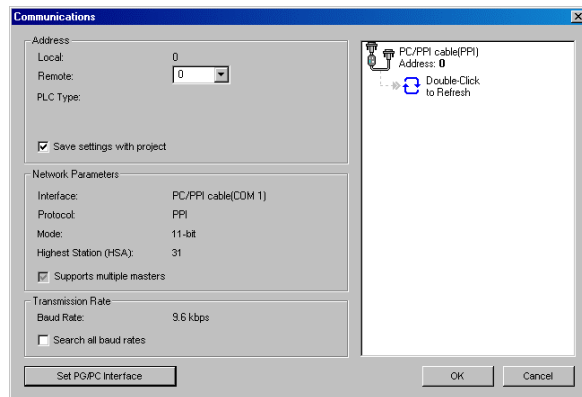 Communications
Address
Local: 0
Remote: 0
PLC Type:
Save settings with project
Network Parameters
Interface: PC/PPI cable(COM 1)
Protocol: PPI
Mode: 11-bit
Highest Station (HSA): 31
Supports multiple masters
Transmission Rate
Baud Rate: 9.6 kbps
Search all baud rates
Set PG/PC Interface
PC/PPI cable(PPI)
Address: 0
Double-Click
to Refresh
OK
Cancel